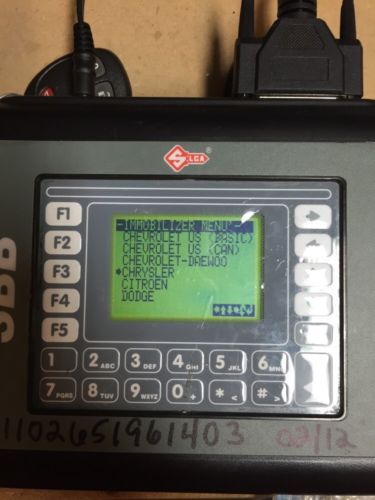 SILCA
-IMMOBILIZER MENU-
CHEVROLET US (BASIC)
CHEVROLET US (CAN)
CHEVROLET-DAEWOO
CHRYSLER
CITROEN
DODGE
F1
F2
F3
F4
F5
SBB
1 2 ABC 3 DEF 4 GHI 5 JKL 6 MNO
7 PQRS 8 TUV 9 WXYZ 0 + * < # >
1102651961403 02/12